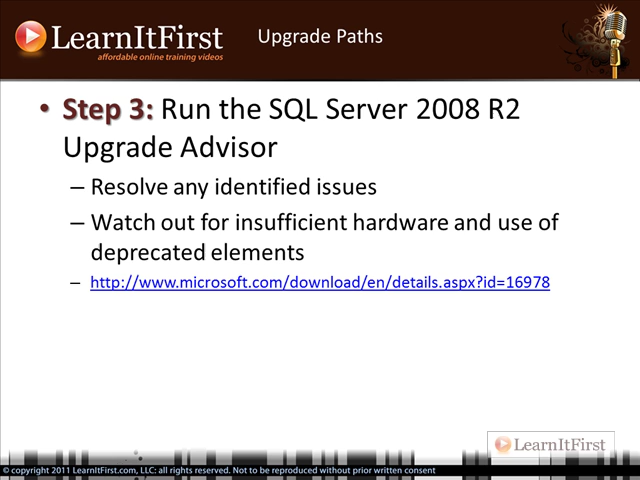 LearnItFirst
affordable online training videos
Upgrade Paths
• Step 3: Run the SQL Server 2008 R2
Upgrade Advisor
– Resolve any identified issues
– Watch out for insufficient hardware and use of
deprecated elements
– http://www.microsoft.com/download/en/details.aspx?id=16978
LearnItFirst
© copyright 2011 LearnItFirst.com, LLC: all rights reserved. Not to be reproduced without prior written consent